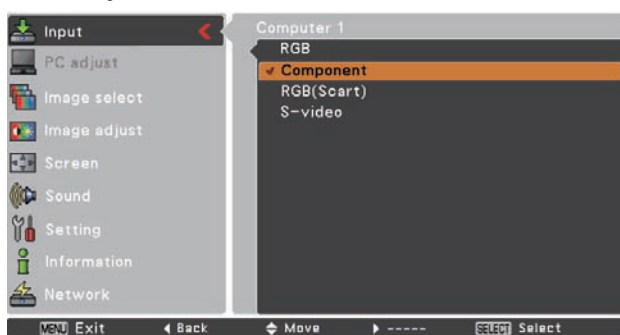 Input
PC adjust
Image select
Image adjust
Screen
Sound
Setting
Information
Network
Computer 1
RGB
Component
RGB(Scart)
S-video
MENU Exit Back Move ----- SELECT Select